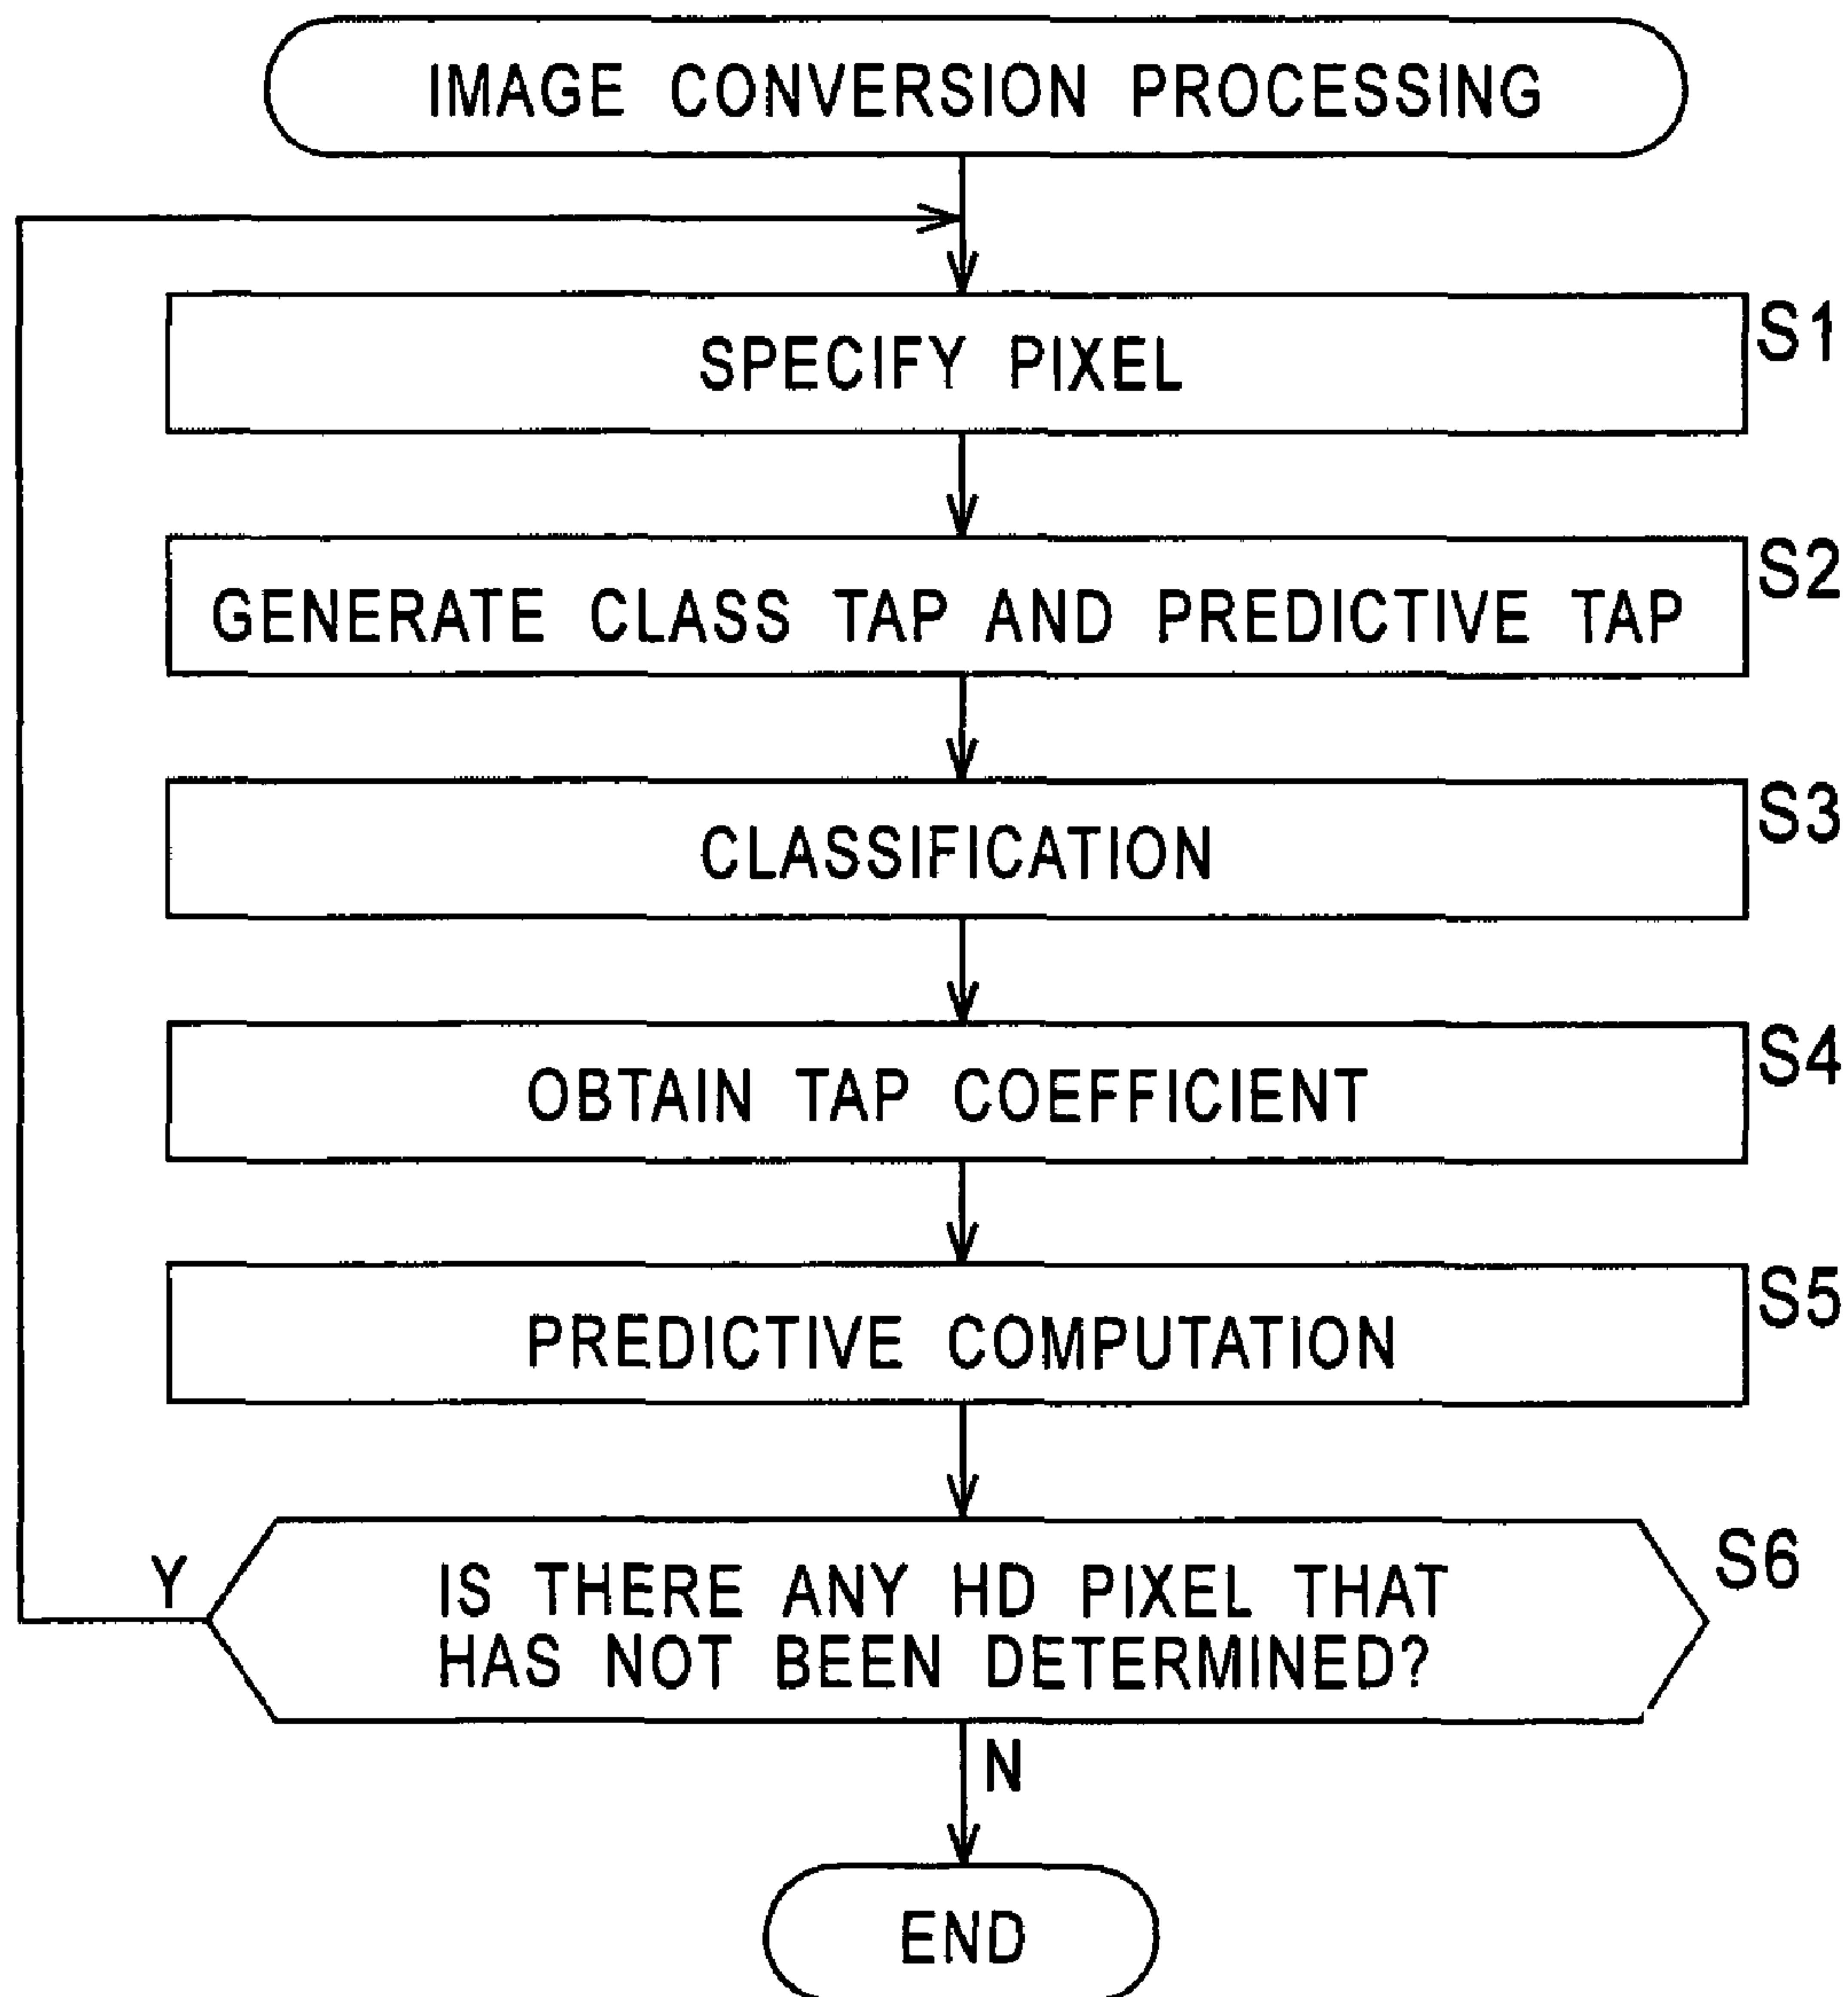 IMAGE CONVERSION PROCESSING
S1
SPECIFY PIXEL
S2
GENERATE CLASS TAP AND PREDICTIVE TAP
S3
CLASSIFICATION
S4
OBTAIN TAP COEFFICIENT
S5
PREDICTIVE COMPUTATION
S6
Y
IS THERE ANY HD PIXEL THAT
HAS NOT BEEN DETERMINED?
N
END